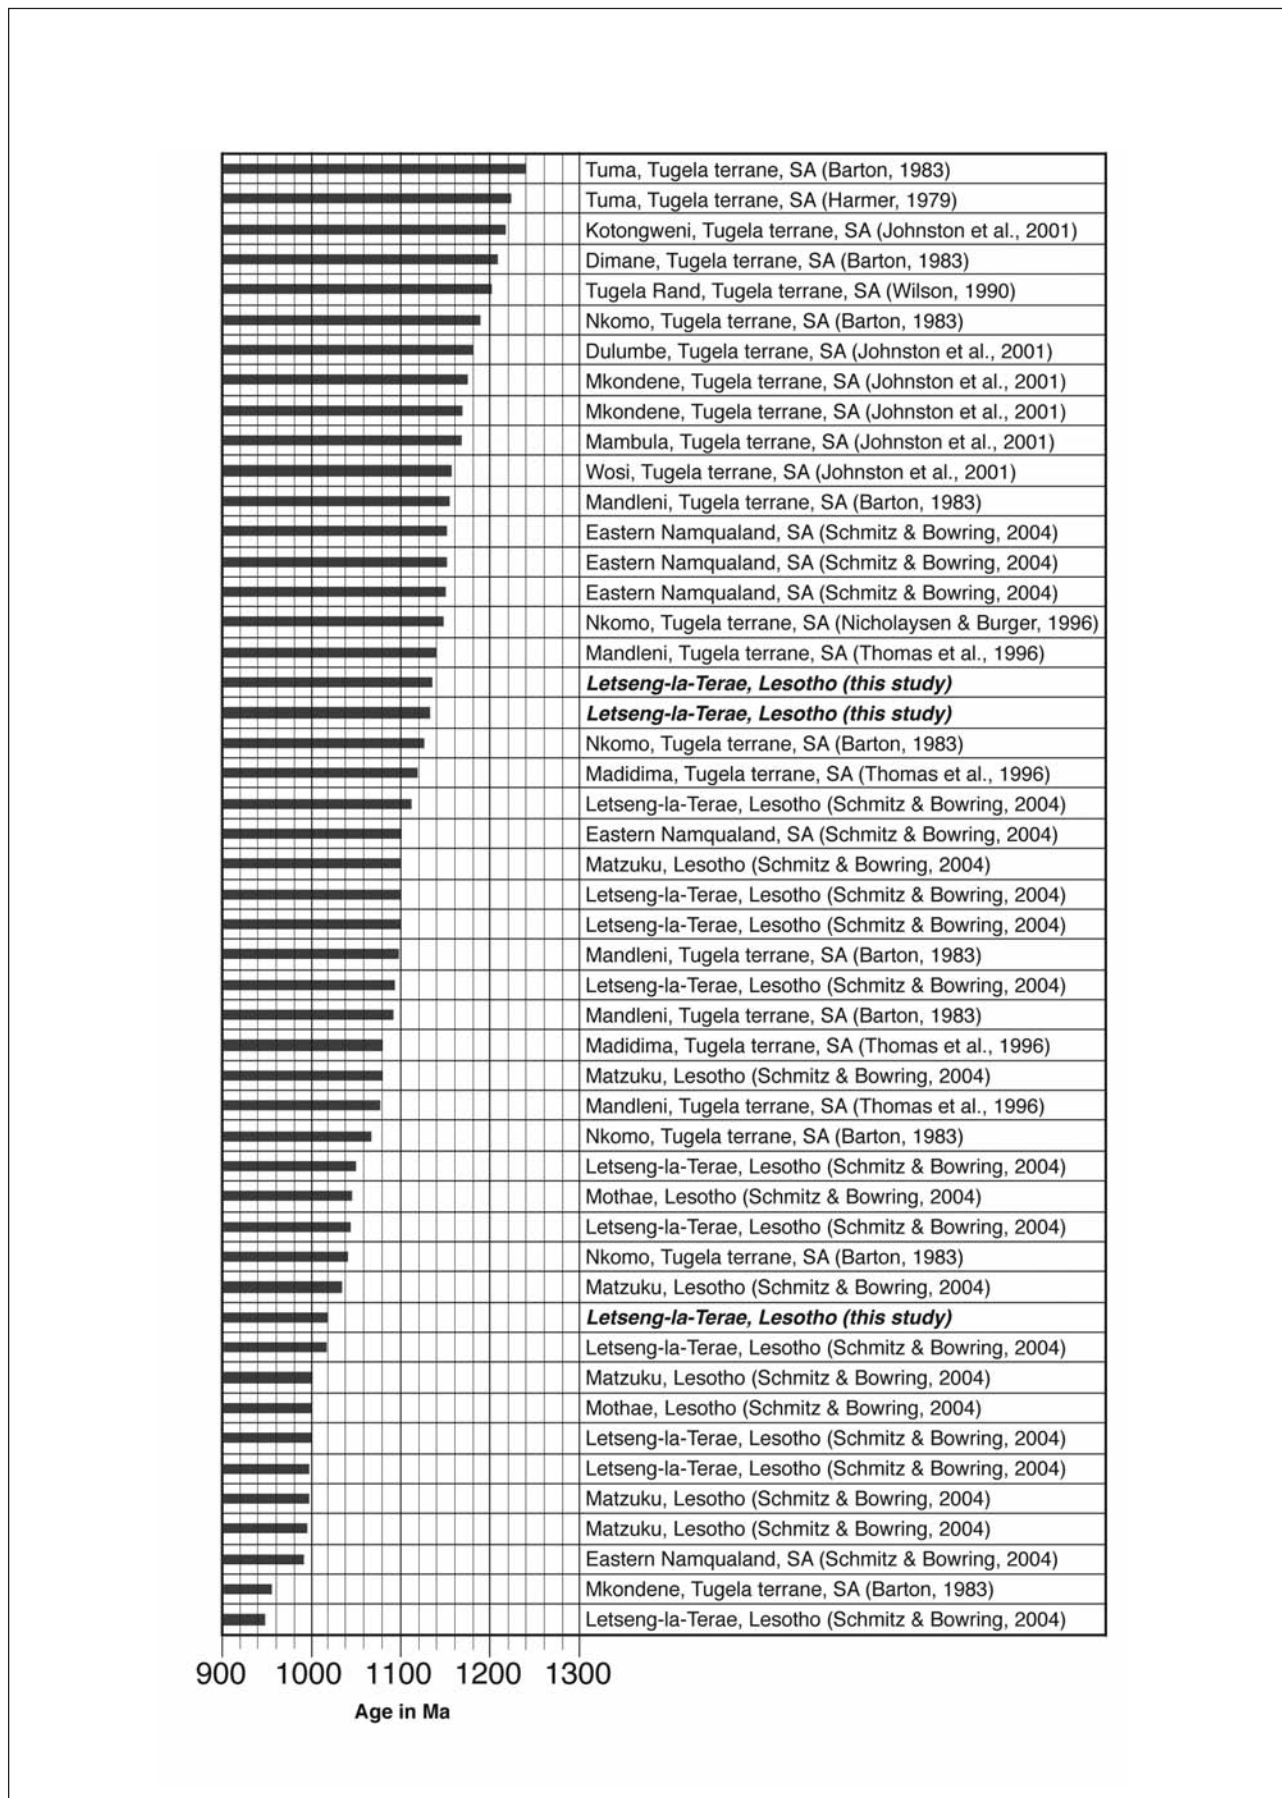 Tuma, Tugela terrane, SA (Barton, 1983)
Tuma, Tugela terrane, SA (Harmer, 1979)
Kotongweni, Tugela terrane, SA (Johnston et al., 2001)
Dimane, Tugela terrane, SA (Barton, 1983)
Tugela Rand, Tugela terrane, SA (Wilson, 1990)
Nkomo, Tugela terrane, SA (Barton, 1983)
Dulumbe, Tugela terrane, SA (Johnston et al., 2001)
Mkondene, Tugela terrane, SA (Johnston et al., 2001)
Mkondene, Tugela terrane, SA (Johnston et al., 2001)
Mambula, Tugela terrane, SA (Johnston et al., 2001)
Wosi, Tugela terrane, SA (Johnston et al., 2001)
Mandleni, Tugela terrane, SA (Barton, 1983)
Eastern Namqualand, SA (Schmitz & Bowring, 2004)
Eastern Namqualand, SA (Schmitz & Bowring, 2004)
Eastern Namqualand, SA (Schmitz & Bowring, 2004)
Nkomo, Tugela terrane, SA (Nicholaysen & Burger, 1996)
Mandleni, Tugela terrane, SA (Thomas et al., 1996)
Letseng-la-Terae, Lesotho (this study)
Letseng-la-Terae, Lesotho (this study)
Nkomo, Tugela terrane, SA (Barton, 1983)
Madidima, Tugela terrane, SA (Thomas et al., 1996)
Letseng-la-Terae, Lesotho (Schmitz & Bowring, 2004)
Eastern Namqualand, SA (Schmitz & Bowring, 2004)
Matzuku, Lesotho (Schmitz & Bowring, 2004)
Letseng-la-Terae, Lesotho (Schmitz & Bowring, 2004)
Letseng-la-Terae, Lesotho (Schmitz & Bowring, 2004)
Mandleni, Tugela terrane, SA (Barton, 1983)
Letseng-la-Terae, Lesotho (Schmitz & Bowring, 2004)
Mandleni, Tugela terrane, SA (Barton, 1983)
Madidima, Tugela terrane, SA (Thomas et al., 1996)
Matzuku, Lesotho (Schmitz & Bowring, 2004)
Mandleni, Tugela terrane, SA (Thomas et al., 1996)
Nkomo, Tugela terrane, SA (Barton, 1983)
Letseng-la-Terae, Lesotho (Schmitz & Bowring, 2004)
Mothae, Lesotho (Schmitz & Bowring, 2004)
Letseng-la-Terae, Lesotho (Schmitz & Bowring, 2004)
Nkomo, Tugela terrane, SA (Barton, 1983)
Matzuku, Lesotho (Schmitz & Bowring, 2004)
Letseng-la-Terae, Lesotho (this study)
Letseng-la-Terae, Lesotho (Schmitz & Bowring, 2004)
Matzuku, Lesotho (Schmitz & Bowring, 2004)
Mothae, Lesotho (Schmitz & Bowring, 2004)
Letseng-la-Terae, Lesotho (Schmitz & Bowring, 2004)
Letseng-la-Terae, Lesotho (Schmitz & Bowring, 2004)
Matzuku, Lesotho (Schmitz & Bowring, 2004)
Matzuku, Lesotho (Schmitz & Bowring, 2004)
Eastern Namqualand, SA (Schmitz & Bowring, 2004)
Mkondene, Tugela terrane, SA (Barton, 1983)
Letseng-la-Terae, Lesotho (Schmitz & Bowring, 2004)
900 1000 1100 1200 1300
Age in Ma